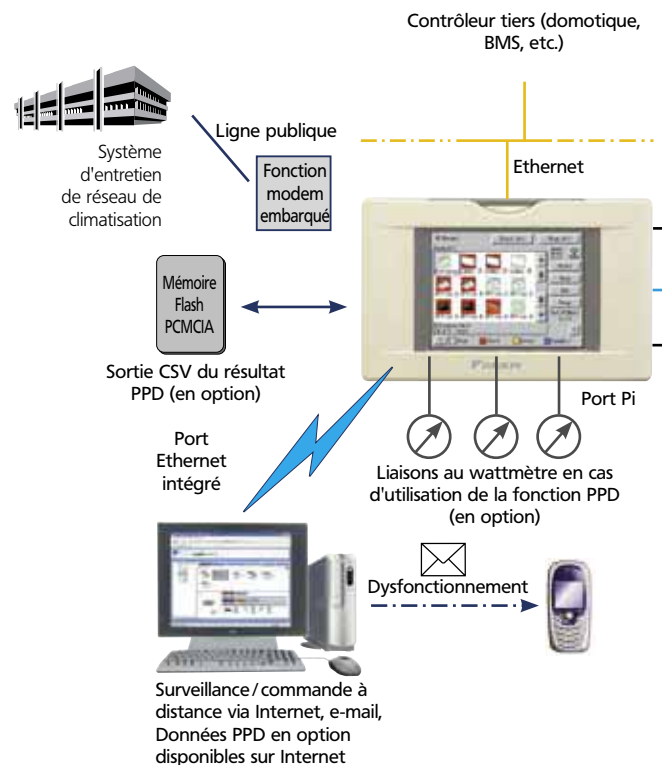 Contrôleur tiers (domotique,
BMS, etc.)
Ligne publique
Système
d'entretien
de réseau de
climatisation
Fonction
modem
embarqué
Ethernet
Mémoire
Flash
PCMCIA
Sortie CSV du résultat
PPD (en option)
Port Pi
Port
Ethernet
intégré
Liaisons au wattmètre en cas
d'utilisation de la fonction PPD
(en option)
Dysfonctionnement
Surveillance/commande à
distance via Internet, e-mail,
Données PPD en option
disponibles sur Internet